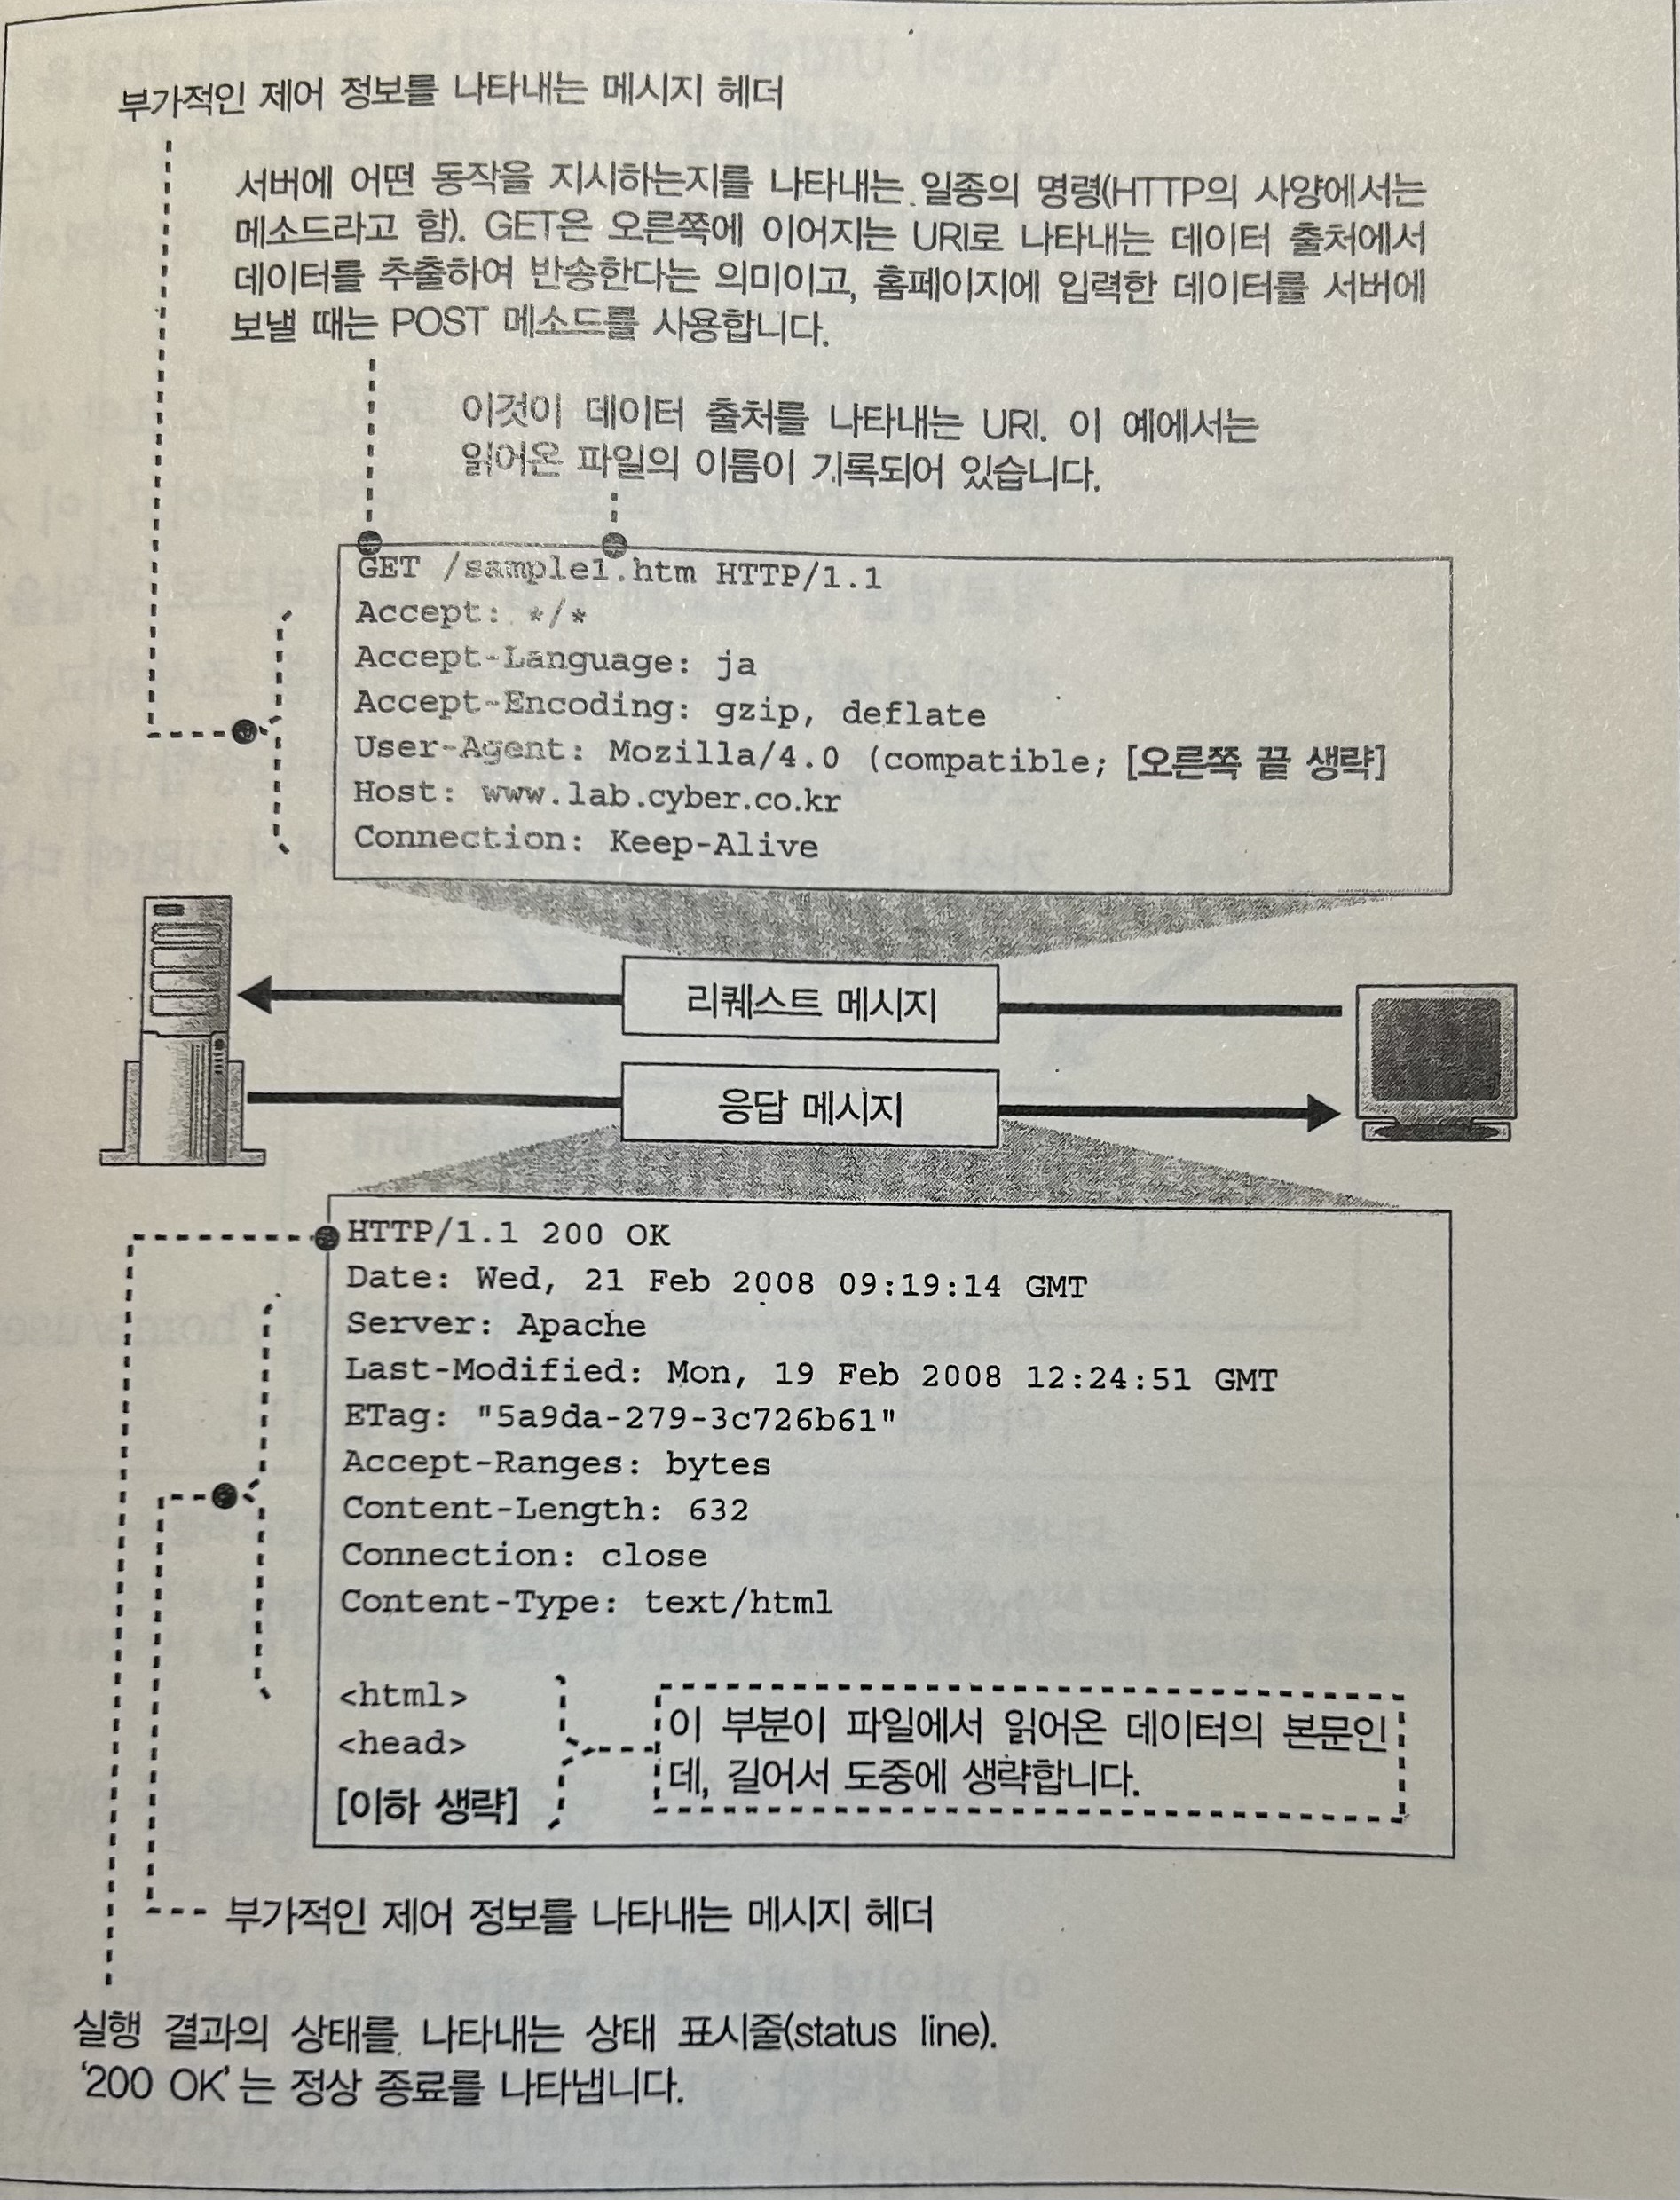 부가적인 제어 정보를 나타내는 메시지 헤더
서버에 어떤 동작을 지시하는지를 나타내는 일종의 명령(HTTP의 사양에서는
메소드라고 함). GET은 오른쪽에 이어지는 URI로 나타내는 데이터 출처에서
데이터를 추출하여 반송한다는 의미이고, 홈페이지에 입력한 데이터를 서버에
보낼 때는 POST 메소드를 사용합니다.
이것이 데이터 출처를 나타내는 URI. 이 예에서는
읽어온 파일의 이름이 기록되어 있습니다.
GET /sample1.htm HTTP/1.1
Accept: */*
Accept-Language: ja
Accept-Encoding: gzip, deflate
User-Agent: Mozilla/4.0 (compatible; [오른쪽 끝 생략]
Host: www.lab.cyber.co.kr
Connection: Keep-Alive
리퀘스트 메시지
응답 메시지
HTTP/1.1 200 OK
Date: Wed, 21 Feb 2008 09:19:14 GMT
Server: Apache
Last-Modified: Mon, 19 Feb 2008 12:24:51 GMT
ETag: "5a9da-279-3c726b61"
Accept-Ranges: bytes
Content-Length: 632
Connection: close
Content-Type: text/html
<html>
<head>
[이하 생략]
이 부분이 파일에서 읽어온 데이터의 본문인
데, 길어서 도중에 생략합니다.
부가적인 제어 정보를 나타내는 메시지 헤더
실행 결과의 상태를 나타내는 상태 표시줄(status line).
'200 OK'는 정상 종료를 나타냅니다.